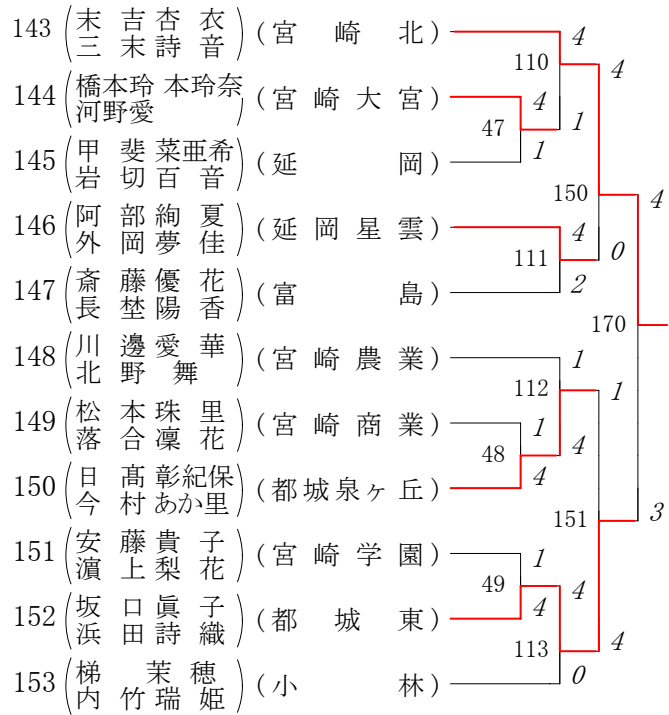 143 (末吉杏衣 三末詩音) (宮崎北)
144 (橋本玲 本玲奈 河野愛) (宮崎大宮)
145 (甲斐菜亜希 岩切百音) (延岡)
146 (阿部絢夏 外岡夢佳) (延岡星雲)
147 (斎藤優花 長埜陽香) (富島)
148 (川邊愛華 北野舞) (宮崎農業)
149 (松本珠里 落合凜花) (宮崎商業)
150 (日髙彰紀保 今村あか里) (都城泉ヶ丘)
151 (安藤貴子 濵上梨花) (宮崎学園)
152 (坂口眞子 浜田詩織) (都城東)
153 (梯茉穂 内竹瑞姫) (小林)
4
110
4
4
47
1
1
150
4
4
111
0
2
170
1
112
1
1
48
4
4
151
3
1
49
4
4
113
4
0